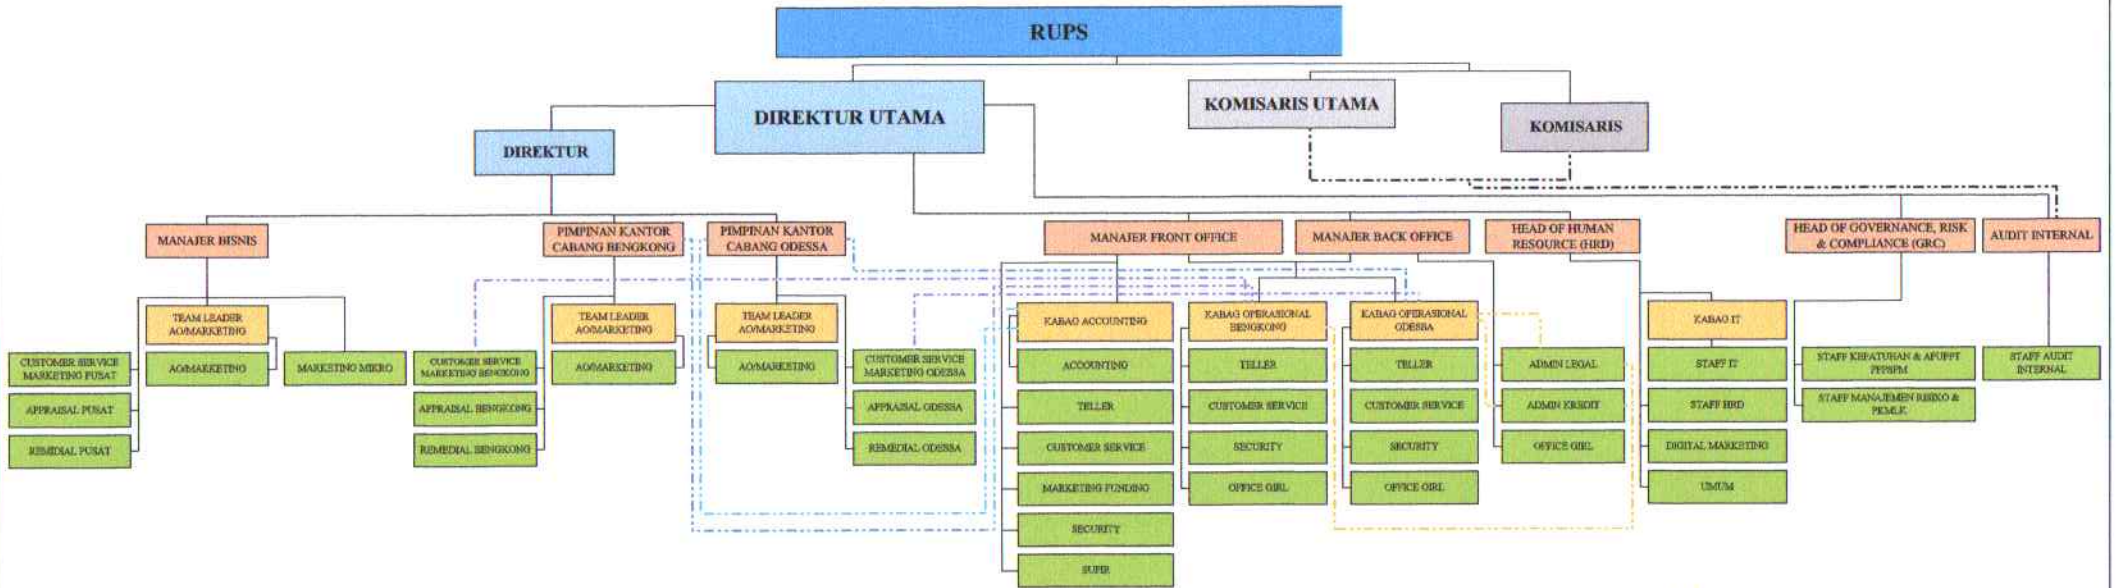 RUPS
DIREKTUR UTAMA
KOMISARIS UTAMA
KOMISARIS
DIREKTUR
MANAJER BISNIS
PIMPINAN KANTOR
CABANG BENGKONG
PIMPINAN KANTOR
CABANG ODESSA
MANAJER FRONT OFFICE
MANAJER BACK OFFICE
HEAD OF HUMAN
RESOURCE (HRD)
HEAD OF GOVERNANCE, RISK
& COMPLIANCE (GRC)
AUDIT INTERNAL
TEAM LEADER
AO/MARKETING
TEAM LEADER
AO/MARKETING
TEAM LEADER
AO/MARKETING
KABAG ACCOUNTING
KABAG OPERASIONAL
BENGKONG
KABAG OPERASIONAL
ODESSA
KABAG IT
CUSTOMER SERVICE
MARKETING PUSAT
AO/MARKETING
MARKETING MIKRO
CUSTOMER SERVICE
MARKETING BENGKONG
AO/MARKETING
AO/MARKETING
CUSTOMER SERVICE
MARKETING ODESSA
ACCOUNTING
TELLER
TELLER
ADMIN LEGAL
STAFF IT
STAFF KEPATUHAN & APUPPT
PPPSPM
STAFF AUDIT
INTERNAL
APPRAISAL PUSAT
APPRAISAL BENGKONG
APPRAISAL ODESSA
TELLER
CUSTOMER SERVICE
CUSTOMER SERVICE
ADMIN KREDIT
STAFF HRD
STAFF MANAJEMEN RISIKO &
PKMLK
REMEDIAL PUSAT
REMEDIAL BENGKONG
REMEDIAL ODESSA
CUSTOMER SERVICE
SECURITY
SECURITY
OFFICE GIRL
DIGITAL MARKETING
MARKETING FUNDING
OFFICE GIRL
OFFICE GIRL
UMUM
SECURITY
SUPIR